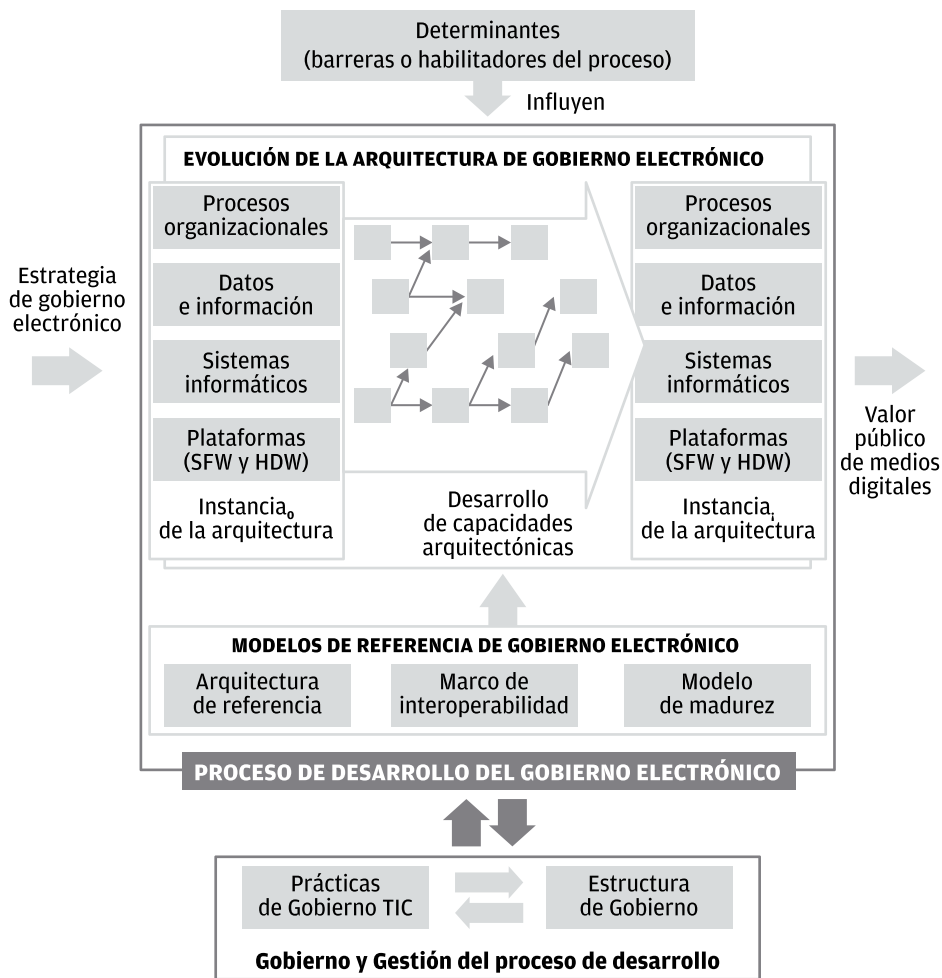 Determinantes
(barreras o habilitadores del proceso)
Influyen
EVOLUCIÓN DE LA ARQUITECTURA DE GOBIERNO ELECTRÓNICO
Estrategia
de gobierno
electrónico
Procesos
organizacionales
Datos
e información
Sistemas
informáticos
Plataformas
(SFW y HDW)
Instancia₀
de la arquitectura
Desarrollo
de capacidades
arquitectónicas
Procesos
organizacionales
Datos
e información
Sistemas
informáticos
Plataformas
(SFW y HDW)
Instanciaᵢ
de la arquitectura
Valor
público
de medios
digitales
MODELOS DE REFERENCIA DE GOBIERNO ELECTRÓNICO
Arquitectura
de referencia
Marco de
interoperabilidad
Modelo
de madurez
PROCESO DE DESARROLLO DEL GOBIERNO ELECTRÓNICO
Prácticas
de Gobierno TIC
Estructura
de Gobierno
Gobierno y Gestión del proceso de desarrollo